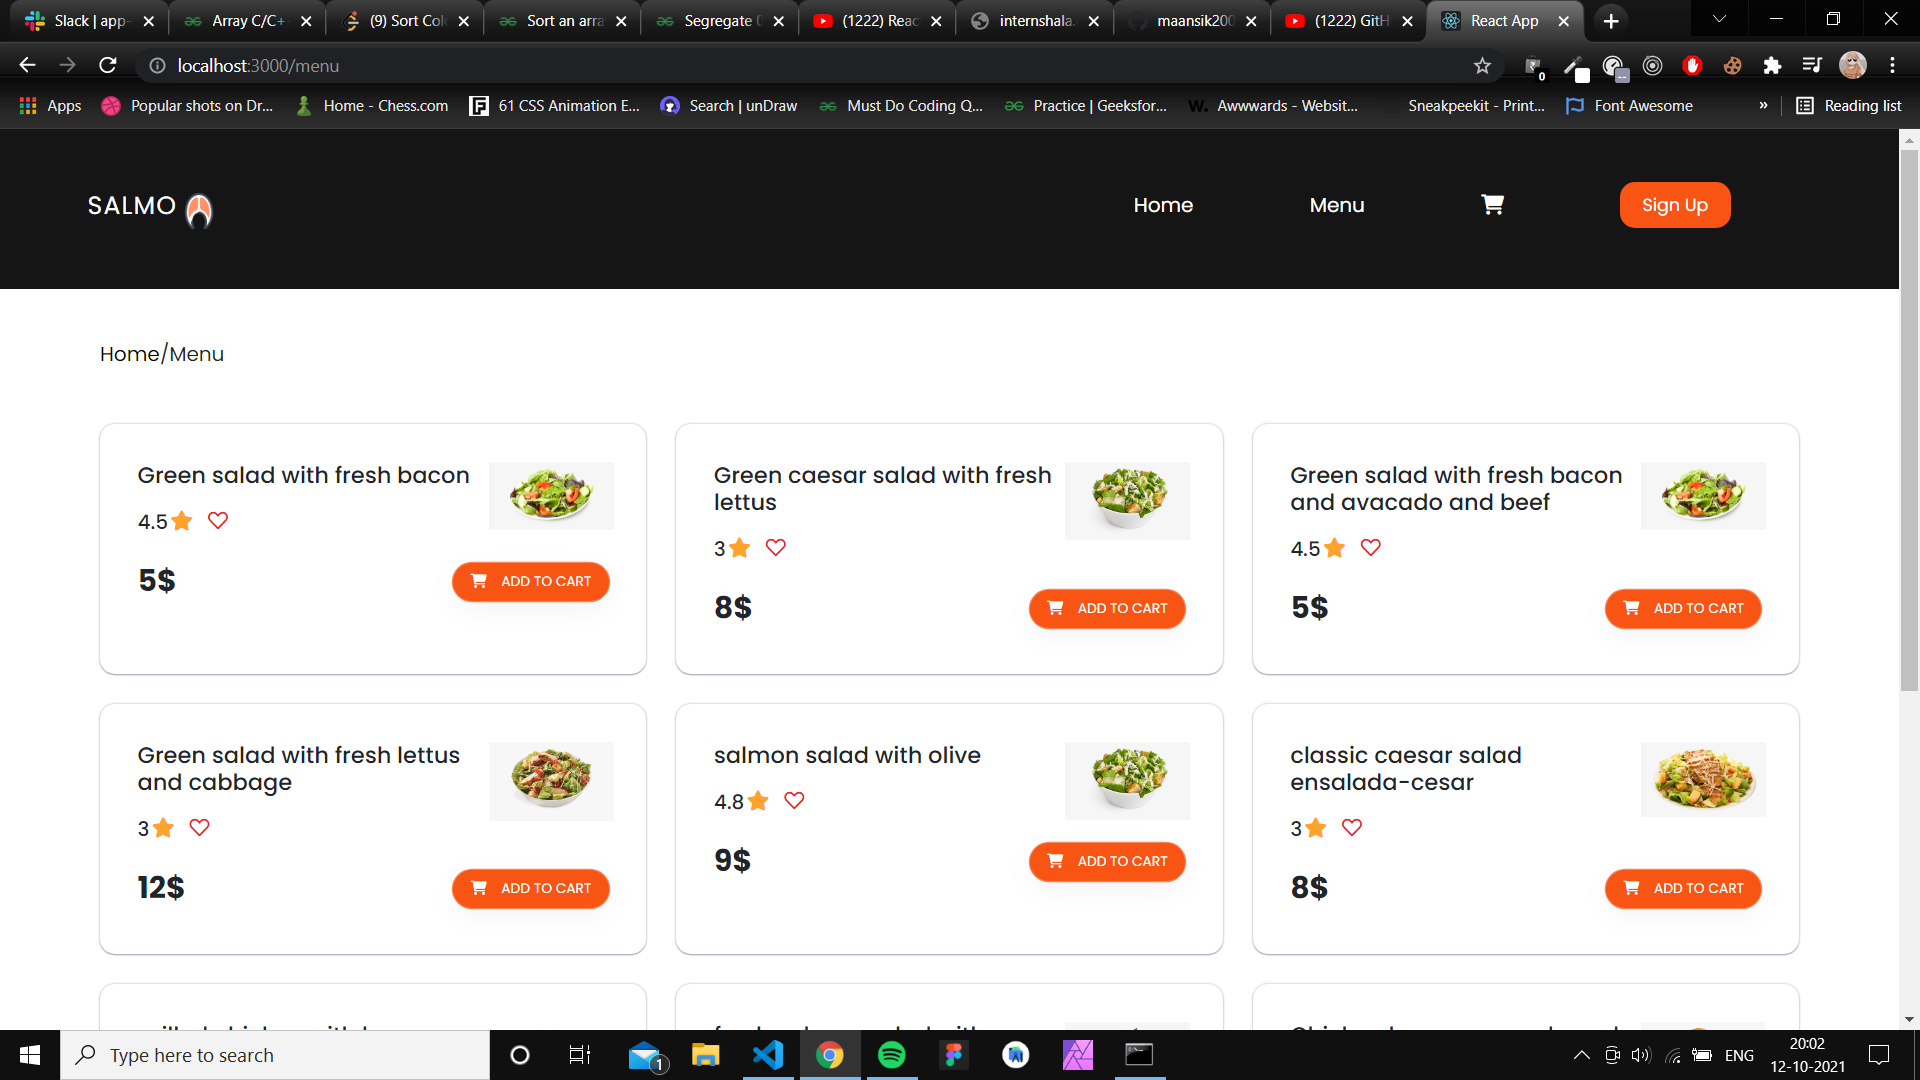 Slack | app- Array C/C+ (9) Sort Col Sort an arra Segregate (1222) Reac internshala. maansik200 (1222) GitH React App
localhost:3000/menu
0
Apps Popular shots on Dr... Home - Chess.com 61 CSS Animation E... Search | unDraw Must Do Coding Q... Practice | Geeksfor... Awwwards - Websit... Sneakpeekit - Print... Font Awesome » Reading list
SALMO Home Menu Sign Up
Home/Menu
Green salad with fresh bacon
4.5
5$ ADD TO CART
Green caesar salad with fresh
lettus
3
8$ ADD TO CART
Green salad with fresh bacon
and avacado and beef
4.5
5$ ADD TO CART
Green salad with fresh lettus
and cabbage
3
12$ ADD TO CART
salmon salad with olive
4.8
9$ ADD TO CART
classic caesar salad
ensalada-cesar
3
8$ ADD TO CART
Type here to search 1 ENG
20:02
12-10-2021